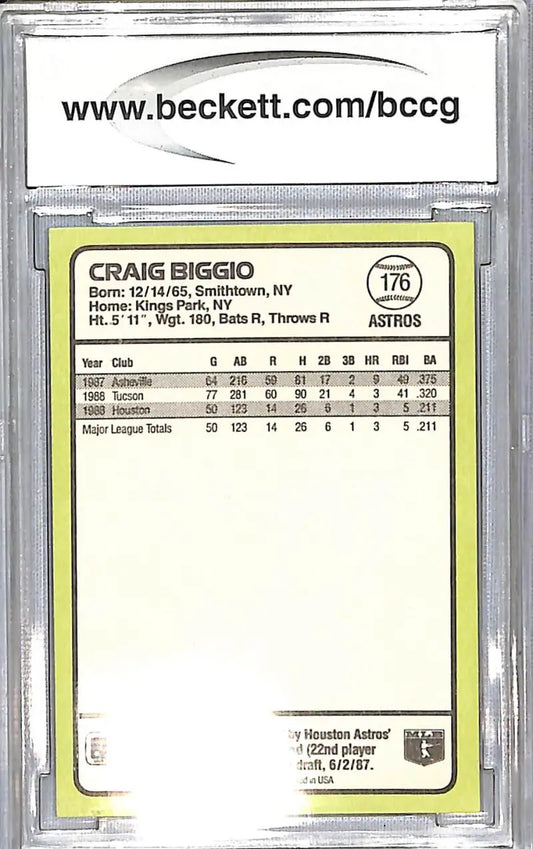 www.beckett.com/bccg
CRAIG BIGGIO
Born: 12/14/65, Smithtown, NY
Home: Kings Park, NY
Ht. 5'11", Wgt. 180, Bats R, Throws R
176
ASTROS
Year Club G AB R H 2B 3B HR RBI BA
1987 Asheville 64 216 59 81 17 2 9 49 .375
1988 Tucson 77 281 60 90 21 4 3 41 .320
1988 Houston 50 123 14 26 6 1 3 5 .211
Major League Totals 50 123 14 26 6 1 3 5 .211
by Houston Astros'
(22nd player
draft, 6/2/87.
in USA
MLB